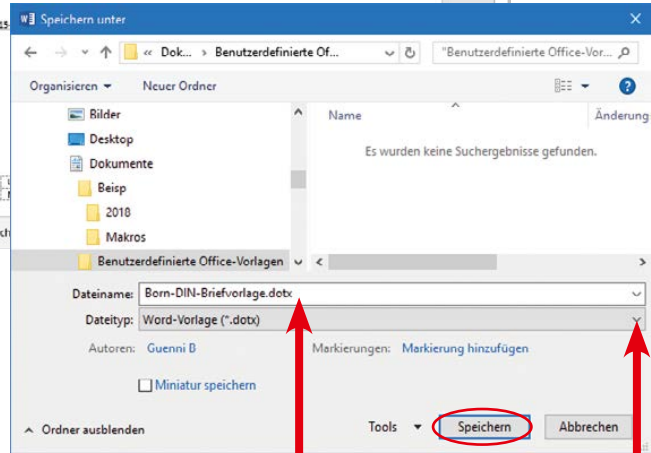 Speichern unter
« Dok... › Benutzerdefinierte Of... "Benutzerdefinierte Office-Vor...
Organisieren Neuer Ordner
Bilder
Desktop
Dokumente
Beisp
2018
Makros
Benutzerdefinierte Office-Vorlagen
Name Änderung
Es wurden keine Suchergebnisse gefunden.
Dateiname: Born-DIN-Briefvorlage.dotx
Dateityp: Word-Vorlage (*.dotx)
Autoren: Guenni B Markierungen: Markierung hinzufügen
Miniatur speichern
Ordner ausblenden Tools Speichern Abbrechen